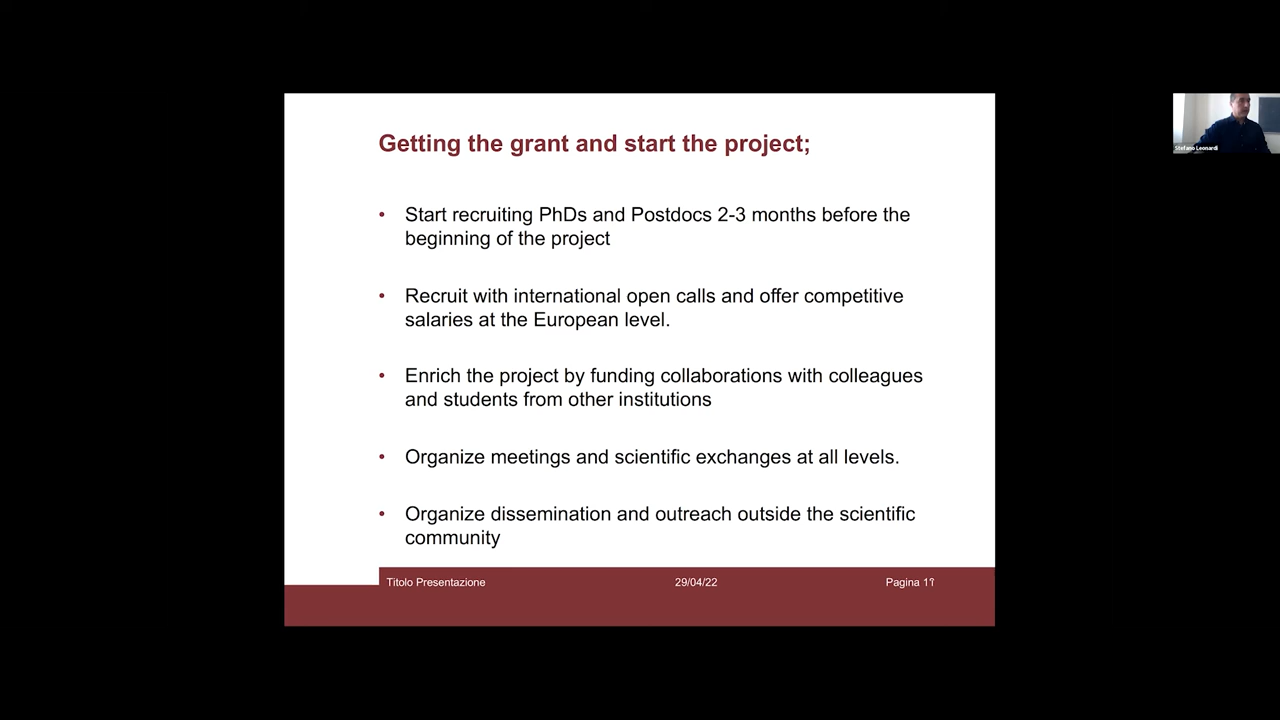 Getting the grant and start the project;
• Start recruiting PhDs and Postdocs 2-3 months before the
beginning of the project
• Recruit with international open calls and offer competitive
salaries at the European level.
• Enrich the project by funding collaborations with colleagues
and students from other institutions
• Organize meetings and scientific exchanges at all levels.
• Organize dissemination and outreach outside the scientific
community
Titolo Presentazione
29/04/22
Pagina
Stefano Leonardi